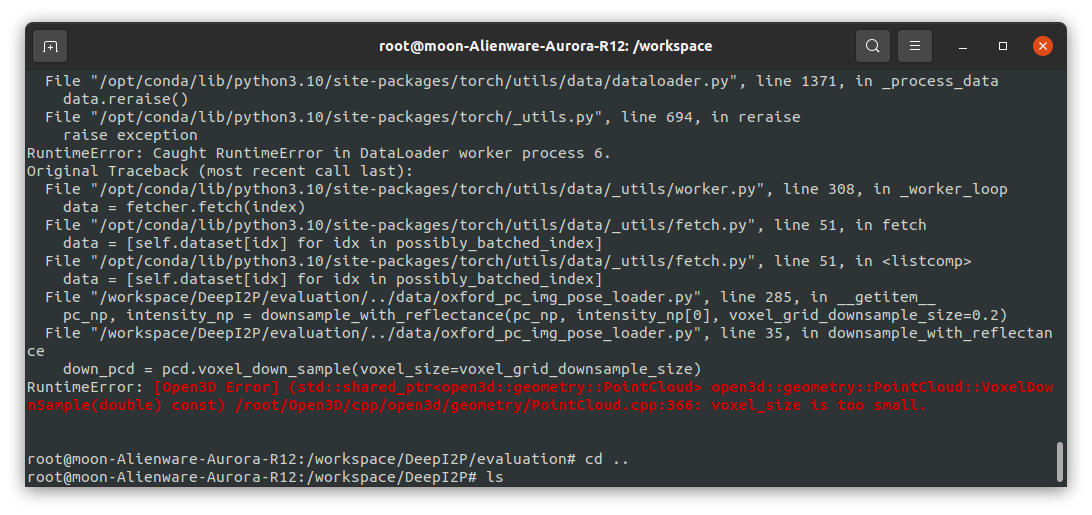 root@moon-Alienware-Aurora-R12: /workspace
  File "/opt/conda/lib/python3.10/site-packages/torch/utils/data/dataloader.py", line 1371, in _process_data
    data.reraise()
  File "/opt/conda/lib/python3.10/site-packages/torch/_utils.py", line 694, in reraise
    raise exception
RuntimeError: Caught RuntimeError in DataLoader worker process 6.
Original Traceback (most recent call last):
  File "/opt/conda/lib/python3.10/site-packages/torch/utils/data/_utils/worker.py", line 308, in _worker_loop
    data = fetcher.fetch(index)
  File "/opt/conda/lib/python3.10/site-packages/torch/utils/data/_utils/fetch.py", line 51, in fetch
    data = [self.dataset[idx] for idx in possibly_batched_index]
  File "/opt/conda/lib/python3.10/site-packages/torch/utils/data/_utils/fetch.py", line 51, in <listcomp>
    data = [self.dataset[idx] for idx in possibly_batched_index]
  File "/workspace/DeepI2P/evaluation/../data/oxford_pc_img_pose_loader.py", line 285, in __getitem__
    pc_np, intensity_np = downsample_with_reflectance(pc_np, intensity_np[0], voxel_grid_downsample_size=0.2)
  File "/workspace/DeepI2P/evaluation/../data/oxford_pc_img_pose_loader.py", line 35, in downsample_with_reflectan
ce
    down_pcd = pcd.voxel_down_sample(voxel_size=voxel_grid_downsample_size)
RuntimeError: [Open3D Error] (std::shared_ptr<open3d::geometry::PointCloud> open3d::geometry::PointCloud::VoxelDow
nSample(double) const) /root/Open3D/cpp/open3d/geometry/PointCloud.cpp:366: voxel_size is too small.
root@moon-Alienware-Aurora-R12:/workspace/DeepI2P/evaluation# cd ..
root@moon-Alienware-Aurora-R12:/workspace/DeepI2P# ls